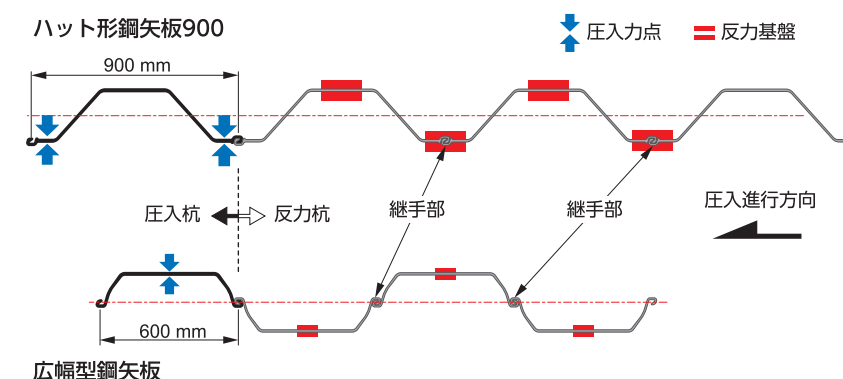 ハット形鋼矢板900
圧入力点
反力基盤
900 mm
圧入杭
反力杭
継手部
継手部
圧入進行方向
600 mm
広幅型鋼矢板